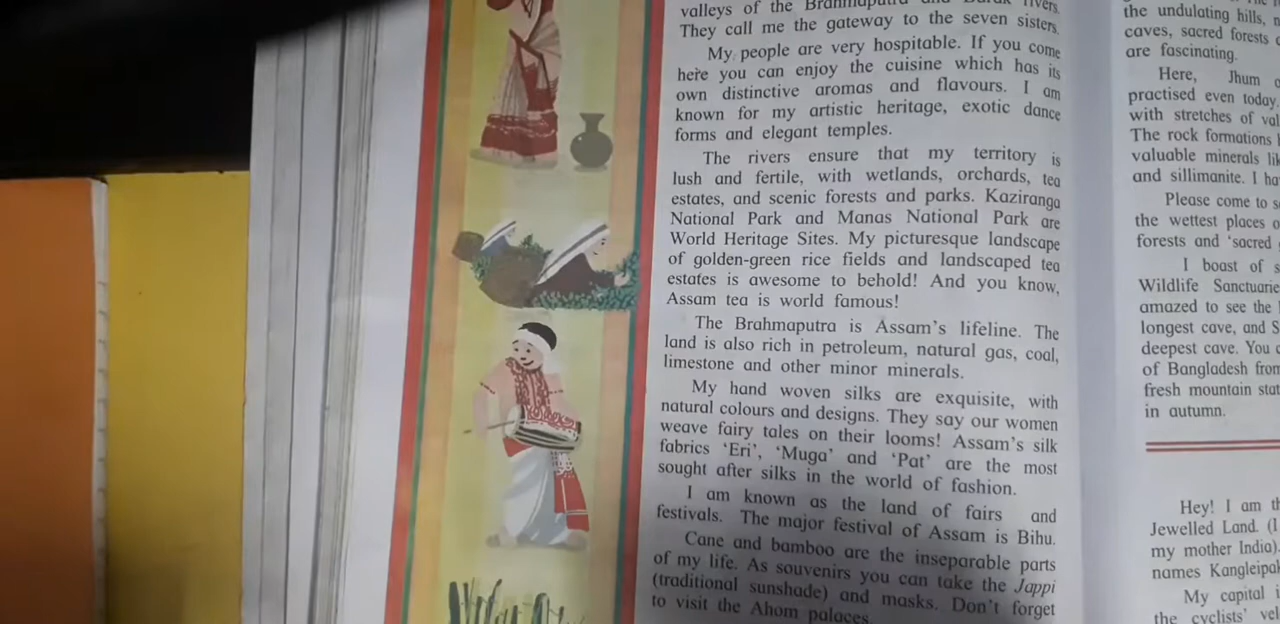 valleys of the Brahmaputra and Barak rivers.
They call me the gateway to the seven sisters.
My people are very hospitable. If you come
here you can enjoy the cuisine which has its
own distinctive aromas and flavours. I am
known for my artistic heritage, exotic dance
forms and elegant temples.
The rivers ensure that my territory is
lush and fertile, with wetlands, orchards, tea
estates, and scenic forests and parks. Kaziranga
National Park and Manas National Park are
World Heritage Sites. My picturesque landscape
of golden-green rice fields and landscaped tea
estates is awesome to behold! And you know,
Assam tea is world famous!
The Brahmaputra is Assam's lifeline. The
land is also rich in petroleum, natural gas, coal,
limestone and other minor minerals.
My hand woven silks are exquisite, with
natural colours and designs. They say our women
weave fairy tales on their looms! Assam's silk
fabrics 'Eri', 'Muga' and 'Pat' are the most
sought after silks in the world of fashion.
I am known as the land of fairs and
festivals. The major festival of Assam is Bihu.
Cane and bamboo are the inseparable parts
of my life. As souvenirs you can take the Jappi
(traditional sunshade) and masks. Don't forget
to visit the Ahom palaces.
the undulating hills,
caves, sacred forests
are fascinating.
Here, Jhum
practised even today.
with stretches of
The rock formations
valuable minerals
and sillimanite. I
Please come to
the wettest places
forests and 'sacred
I boast of
Wildlife
amazed to see the
longest cave, and
deepest cave. You
of Bangladesh from
fresh mountain
in autumn.
Hey! I am
Jewelled Land.
my mother India).
names
My capital
the cyclists'